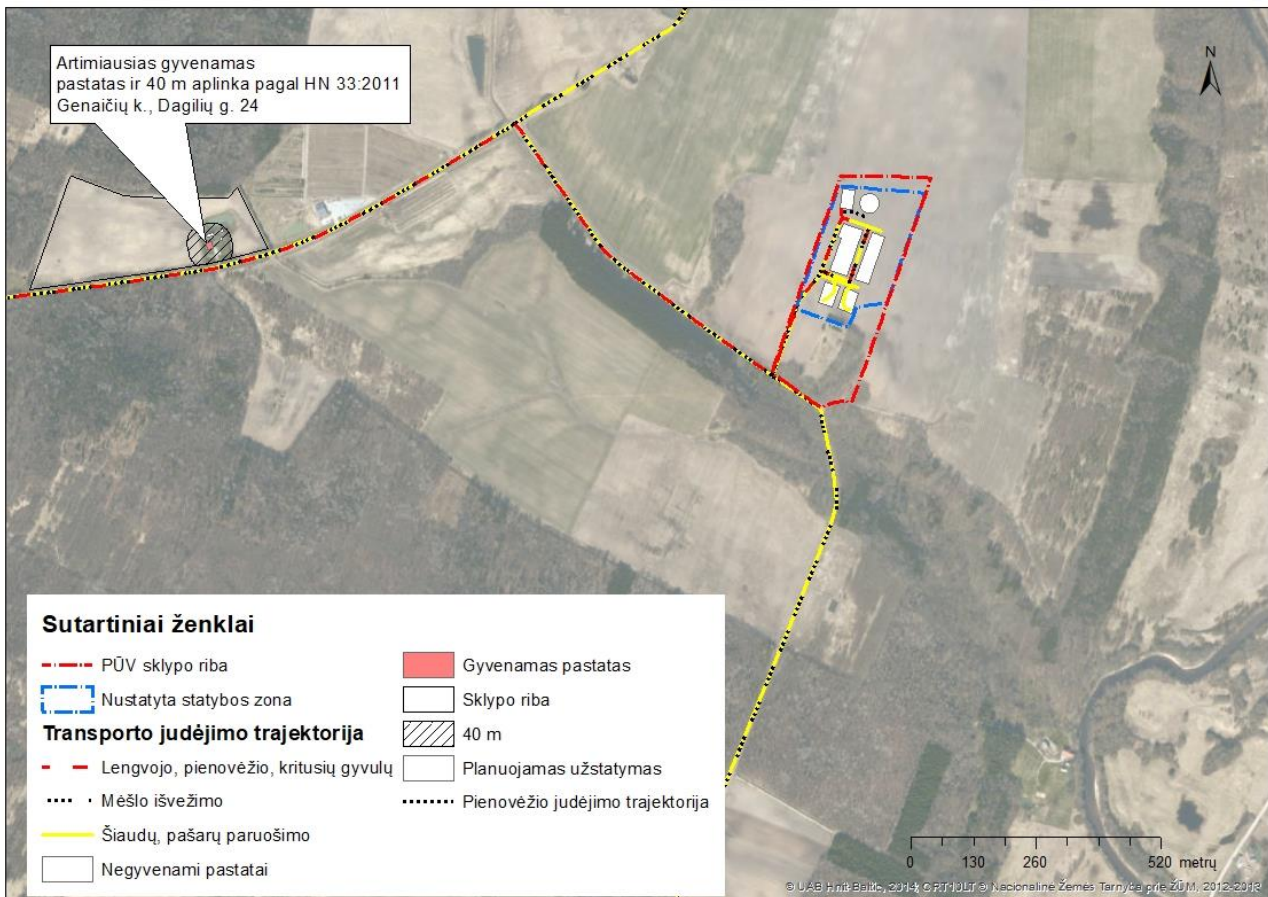 Artimiausias gyvenamas
pastatas ir 40 m aplinka pagal HN 33:2011
Genaičių k., Dagilių g. 24
N
Sutartiniai ženklai
PŪV sklypo riba
Nustatyta statybos zona
Transporto judėjimo trajektorija
Lengvojo, pienovėžio, kritusių gyvulų
Mėšlo išvežimo
Šiaudų, pašarų paruošimo
Negyvenami pastatai
Gyvenamas pastatas
Sklypo riba
40 m
Planuojamas užstatymas
Pienovėžio judėjimo trajektorija
0 130 260 520 metrų
© UAB Hnit-Baltic, 2014; ORT10LT © Nacionalinė Žemės Tarnyba prie ŽŪM, 2012-2013